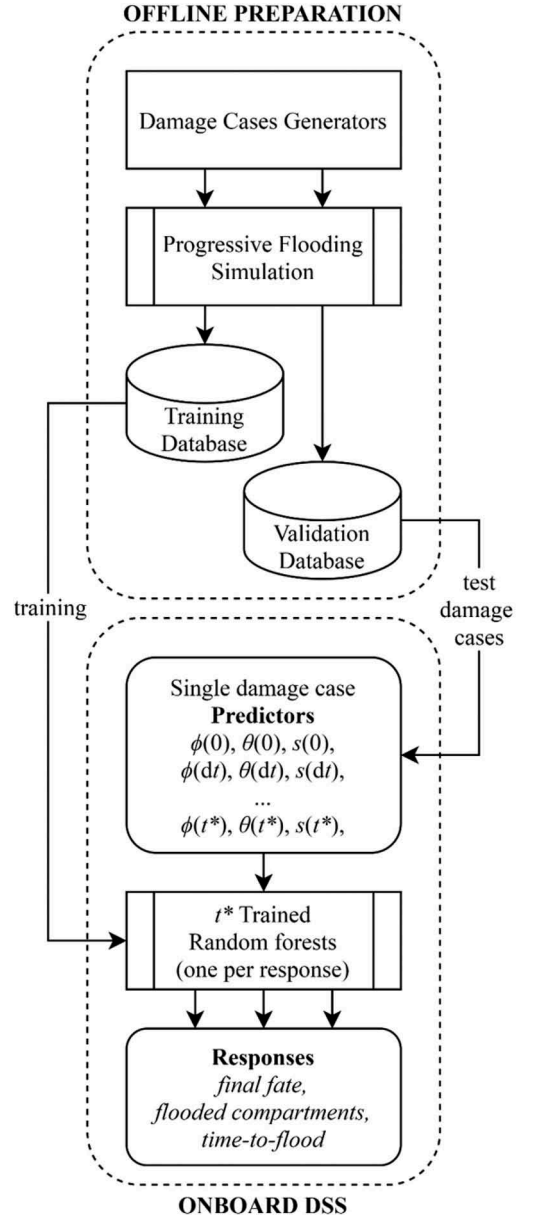 OFFLINE PREPARATION
Damage Cases Generators
Progressive Flooding
Simulation
Training
Database
Validation
Database
training
test
damage
cases
Single damage case
Predictors
ϕ(0), θ(0), s(0),
ϕ(dt), θ(dt), s(dt),
...
ϕ(t*), θ(t*), s(t*),
t* Trained
Random forests
(one per response)
Responses
final fate,
flooded compartments,
time-to-flood
ONBOARD DSS